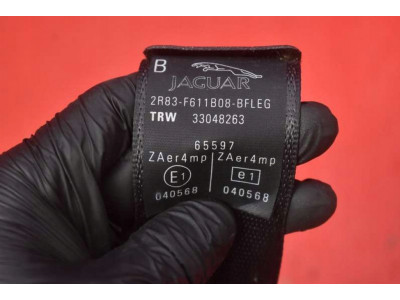 B
JAGUAR
2R83-F611B08-BFLEG
TRW 33048263
65597
ZAer4mp ZAer4mp
E1 e1
040568 040568